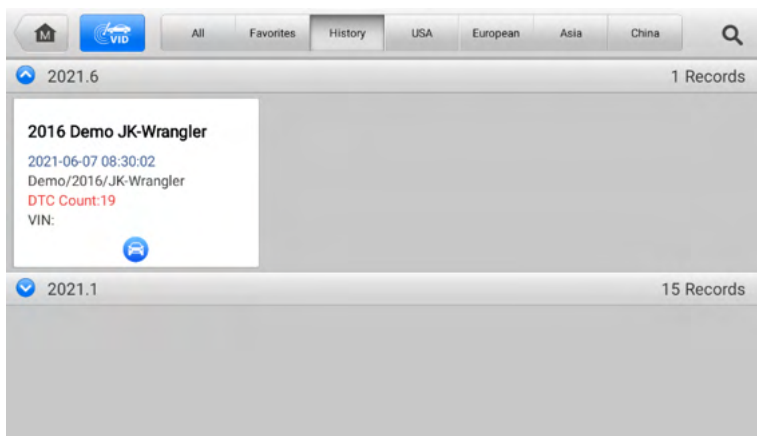 M
VID
All
Favorites
History
USA
European
Asia
China
2021.6
1 Records
2016 Demo JK-Wrangler
2021-06-07 08:30:02
Demo/2016/JK-Wrangler
DTC Count:19
VIN:
2021.1
15 Records